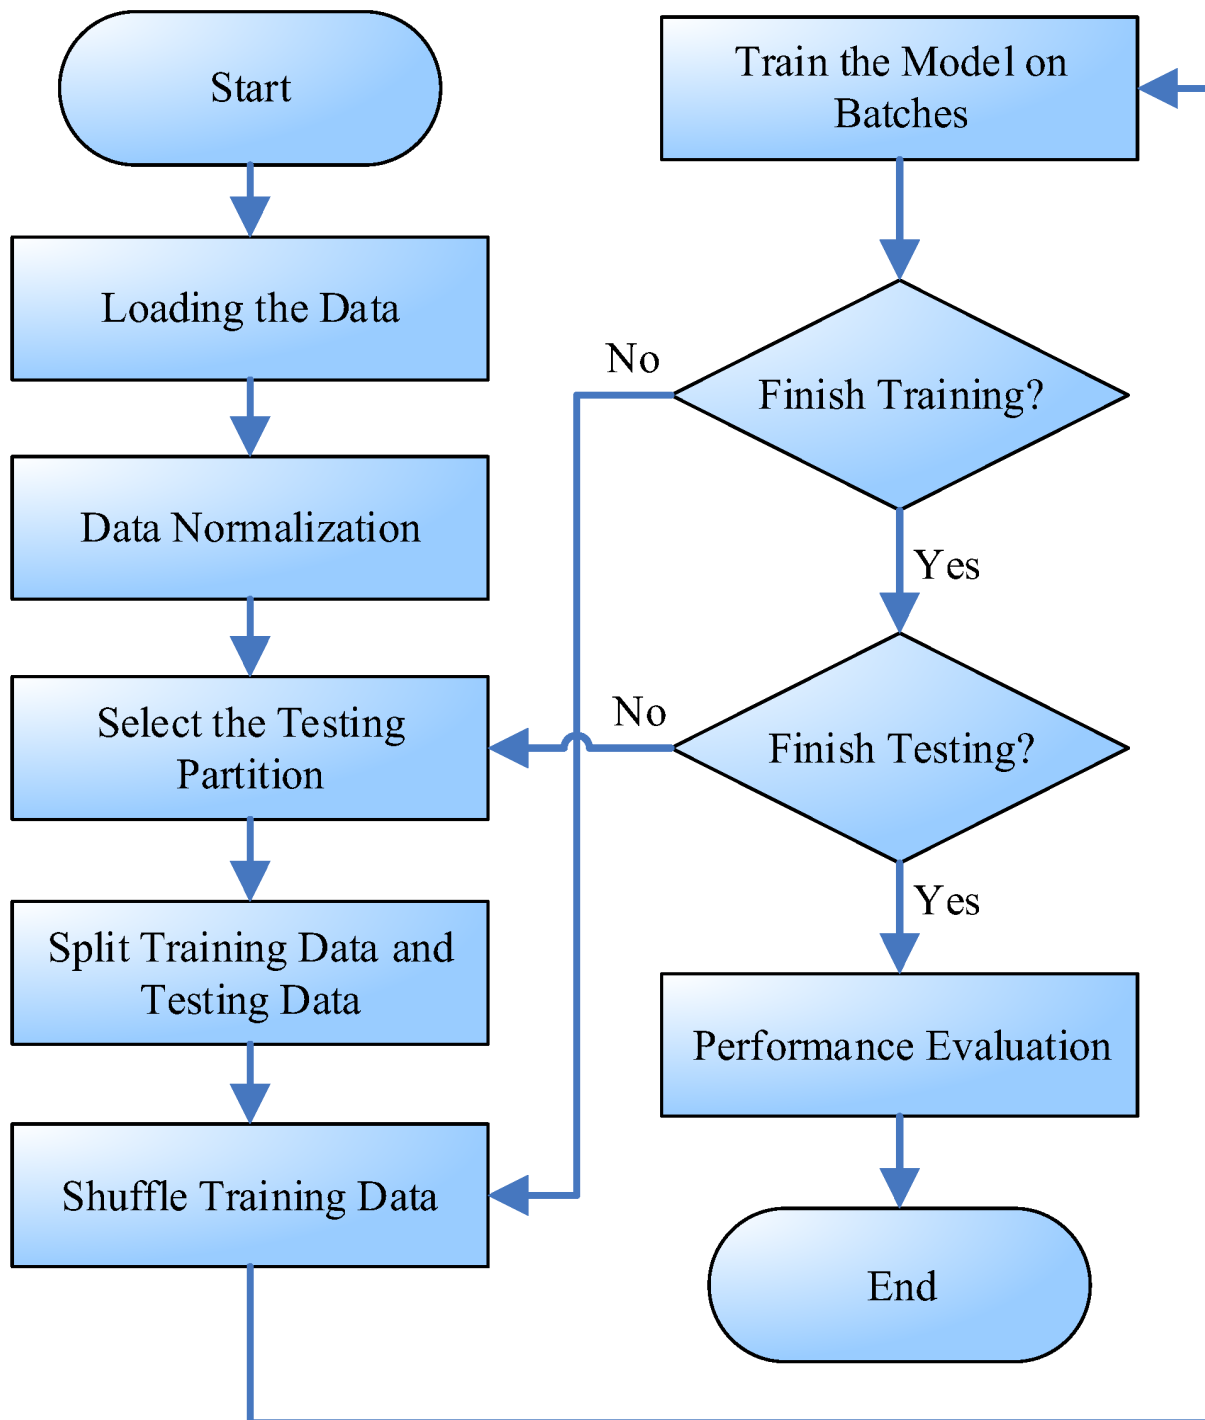 Start
Loading the Data
Data Normalization
Select the Testing
Partition
Split Training Data and
Testing Data
Shuffle Training Data
Train the Model on
Batches
No
Finish Training?
Yes
No
Finish Testing?
Yes
Performance Evaluation
End